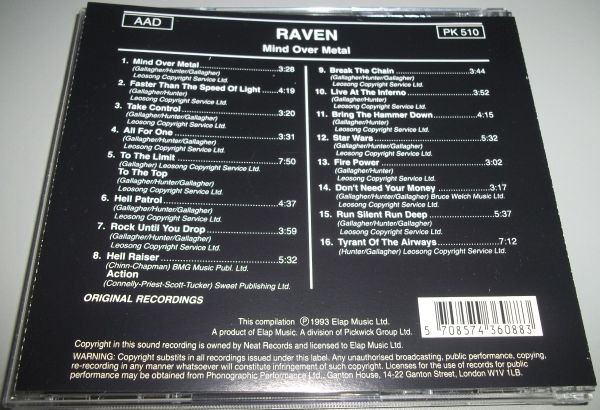 AAD
RAVEN
PK 510
Mind Over Metal
1. Mind Over Metal 3:28
(Gallagher/Hunter/Gallagher)
Leosong Copyright Service Ltd.
2. Faster Than The Speed Of Light 4:19
(Gallagher/Hunter)
Leosong Copyright Service Ltd.
3. Take Control 3:20
(Gallagher/Hunter/Gallagher)
Leosong Copyright Service Ltd.
4. All For One 3:31
(Gallagher/Hunter/Gallagher)
Leosong Copyright Service Ltd.
5. To The Limit 7:50
(Gallagher) Leosong Copyright Service Ltd.
To The Top
(Gallagher/Hunter/Gallagher)
Leosong Copyright Service Ltd.
6. Hell Patrol 4:37
(Gallagher/Hunter/Gallagher)
Leosong Copyright Service Ltd.
7. Rock Until You Drop 3:59
(Gallagher/Hunter/Gallagher)
Leosong Copyright Service Ltd.
8. Hell Raiser 5:32
(Chinn-Chapman) BMG Music Publ. Ltd.
Action
(Connelly-Priest-Scott-Tucker) Sweet Publishing Ltd.
ORIGINAL RECORDINGS
9. Break The Chain 3:44
(Gallagher/Hunter/Gallagher)
Leosong Copyright Service Ltd.
10. Live At The Inferno 3:52
(Gallagher/Hunter)
Leosong Copyright Service Ltd.
11. Bring The Hammer Down 4:15
(Gallagher/Hunter)
Leosong Copyright Service Ltd.
12. Star Wars 5:32
(Gallagher/Hunter/Gallagher)
Leosong Copyright Service Ltd.
13. Fire Power 3:02
(Gallagher/Hunter)
Leosong Copyright Service Ltd.
14. Don't Need Your Money 3:17
(Gallagher/Hunter/Gallagher) Bruce Welch Music Ltd.
15. Run Silent Run Deep 5:37
(Gallagher/Hunter/Gallagher)
Leosong Copyright Service Ltd.
16. Tyrant Of The Airways 7:12
(Hunter/Gallagher) Leosong Copyright Service Ltd.
This compilation ℗ 1993 Elap Music Ltd.
A product of Elap Music. A division of Pickwick Group Ltd.
5 708574 360883
Copyright in this sound recording is owned by Neat Records and licensed to Elap Music Ltd.
WARNING: Copyright substits in all recordings issued under this label. Any unauthorised broadcasting, public performance, copying,
re-recording in any manner whatsoever will constitute infringement of such copyright. Licenses for the use of records for public
performance may be obtained from Phonographic Performance Ltd., Ganton House, 14-22 Ganton Street, London W1V 1LB.